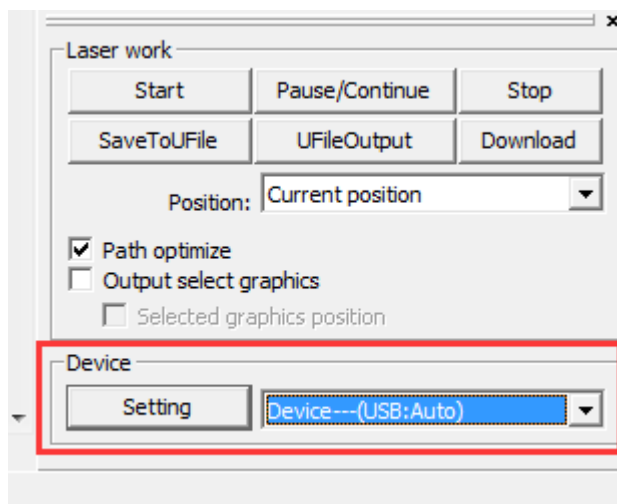 Laser work
Start Pause/Continue Stop
SaveToUFile UFileOutput Download
Position: Current position
Path optimize
Output select graphics
Selected graphics position
Device
Setting Device---(USB:Auto)